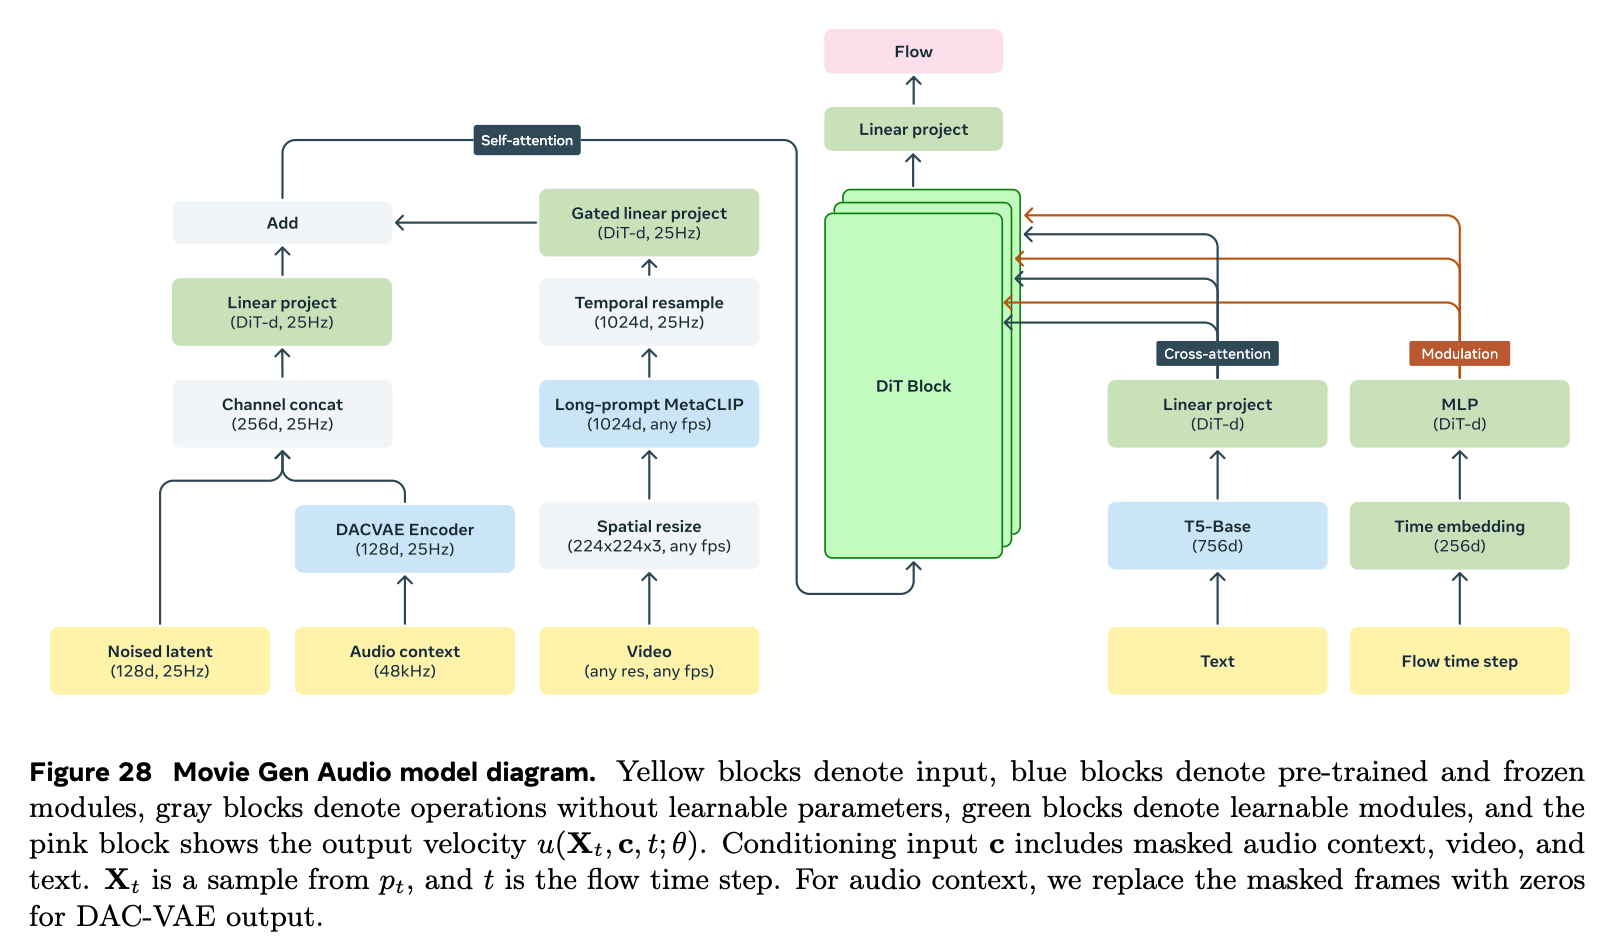 Flow
Linear project
Self-attention
Add
Gated linear project
(DiT-d, 25Hz)
Linear project
(DiT-d, 25Hz)
Temporal resample
(1024d, 25Hz)
Channel concat
(256d, 25Hz)
Long-prompt MetaCLIP
(1024d, any fps)
DACVAE Encoder
(128d, 25Hz)
Spatial resize
(224x224x3, any fps)
Noised latent
(128d, 25Hz)
Audio context
(48kHz)
Video
(any res, any fps)
DiT Block
Cross-attention
Modulation
Linear project
(DiT-d)
MLP
(DiT-d)
T5-Base
(756d)
Time embedding
(256d)
Text
Flow time step
Figure 28 Movie Gen Audio model diagram. Yellow blocks denote input, blue blocks denote pre-trained and frozen
modules, gray blocks denote operations without learnable parameters, green blocks denote learnable modules, and the
pink block shows the output velocity u(X_t, c, t; θ). Conditioning input c includes masked audio context, video, and
text. X_t is a sample from p_t, and t is the flow time step. For audio context, we replace the masked frames with zeros
for DAC-VAE output.